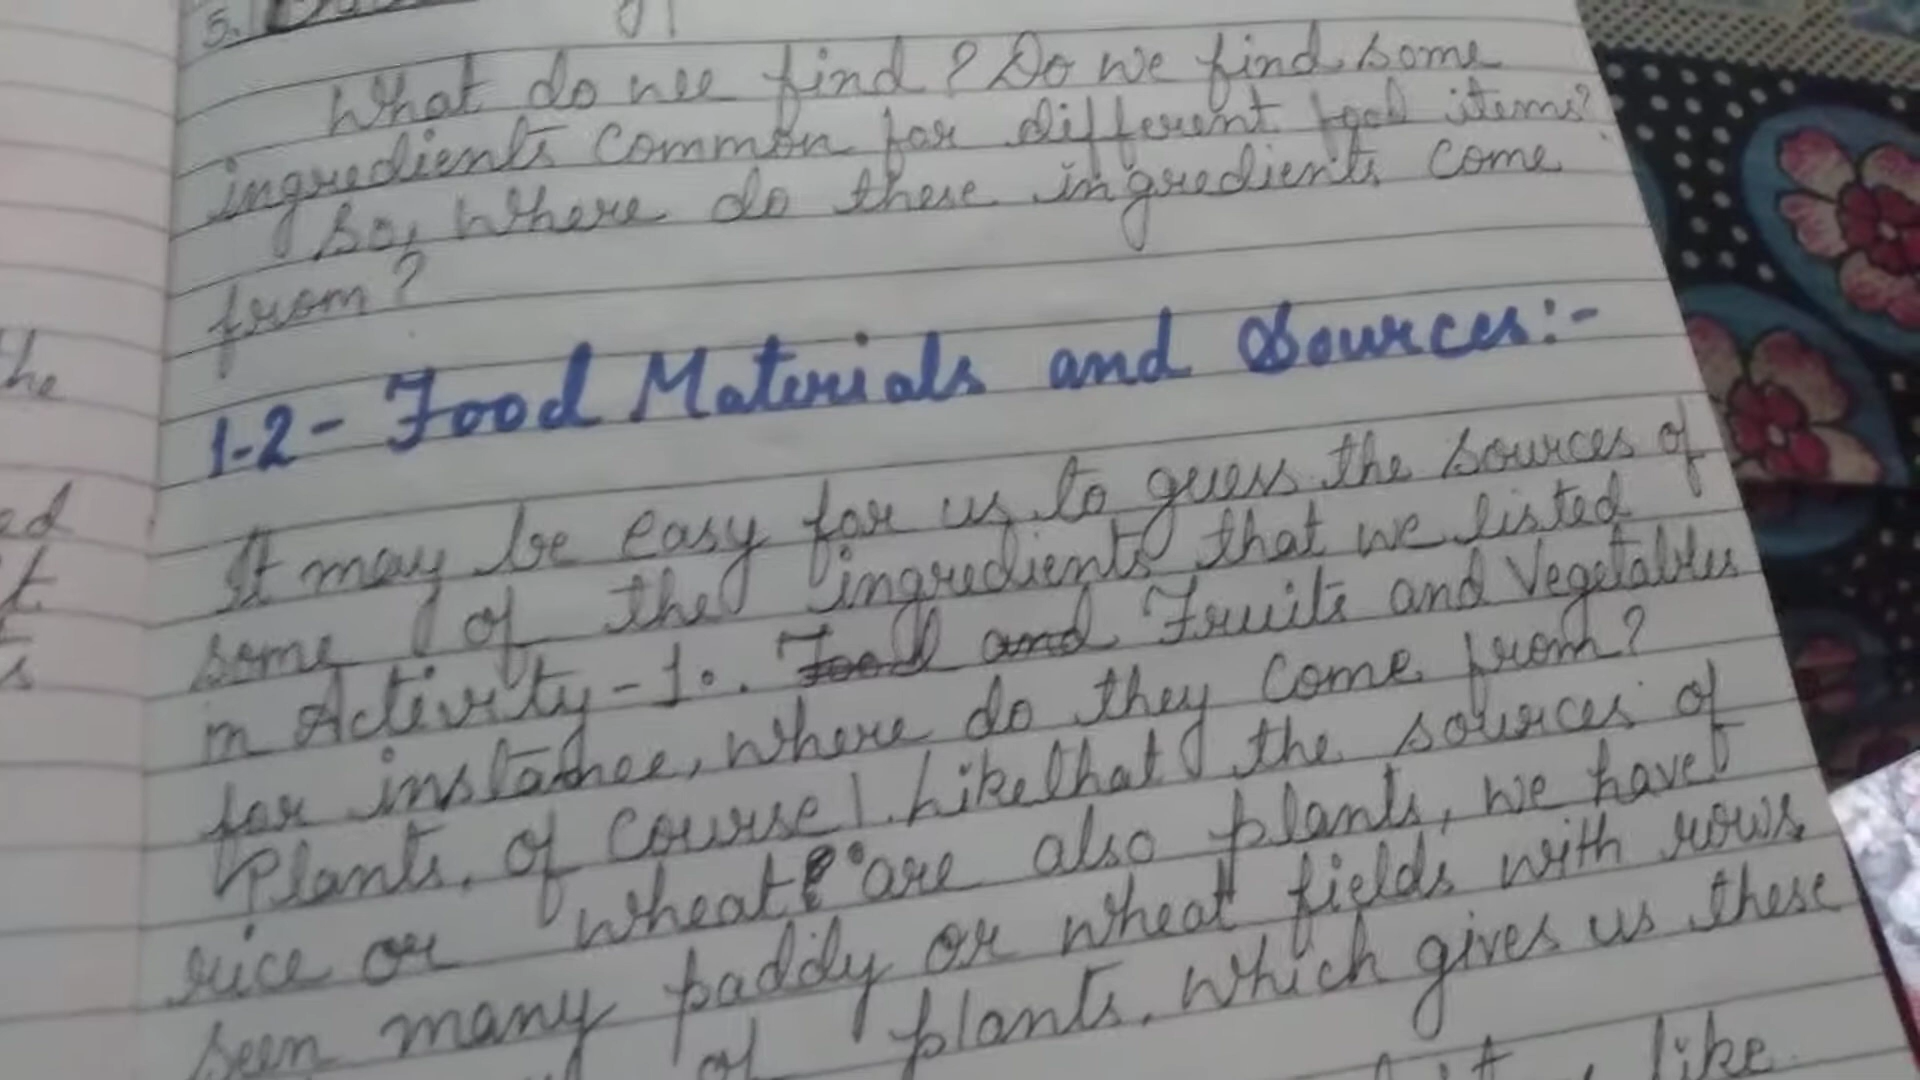 5.
What do we find? Do we find some
ingredients common for different food items?
So, Where do these ingredients come
from?
1-2- Food Materials and Sources:-
It may be easy for us to guess the sources of
some of the ingredients that we listed
in Activity-1. Food and Fruits and Vegetables
for instance, where do they come from?
Plants, of course!. Like that the sources of
rice or wheat are also plants, we have
seen many paddy or wheat fields with rows
of plants, which gives us these
like
the
ed
t
s